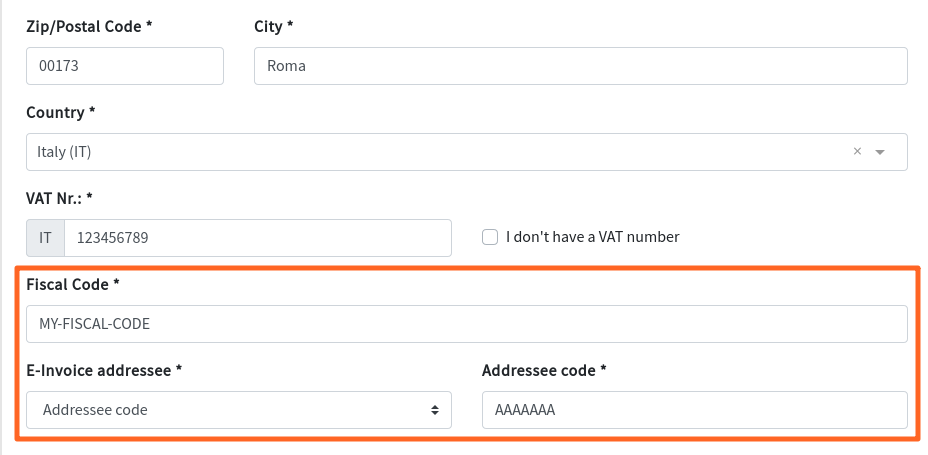 Zip/Postal Code * City *
00173 Roma
Country *
Italy (IT) ×
VAT Nr.: *
IT 123456789 I don't have a VAT number
Fiscal Code *
MY-FISCAL-CODE
E-Invoice addressee * Addressee code *
Addressee code AAAAAAA